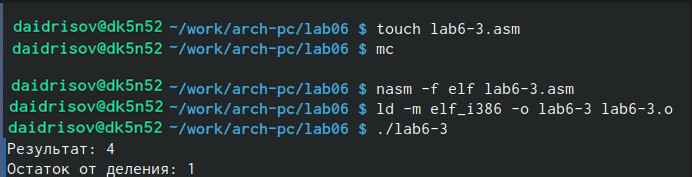 daidrisov@dk5n52 ~/work/arch-pc/lab06 $ touch lab6-3.asm
daidrisov@dk5n52 ~/work/arch-pc/lab06 $ mc
daidrisov@dk5n52 ~/work/arch-pc/lab06 $ nasm -f elf lab6-3.asm
daidrisov@dk5n52 ~/work/arch-pc/lab06 $ ld -m elf_i386 -o lab6-3 lab6-3.o
daidrisov@dk5n52 ~/work/arch-pc/lab06 $ ./lab6-3
Результат: 4
Остаток от деления: 1